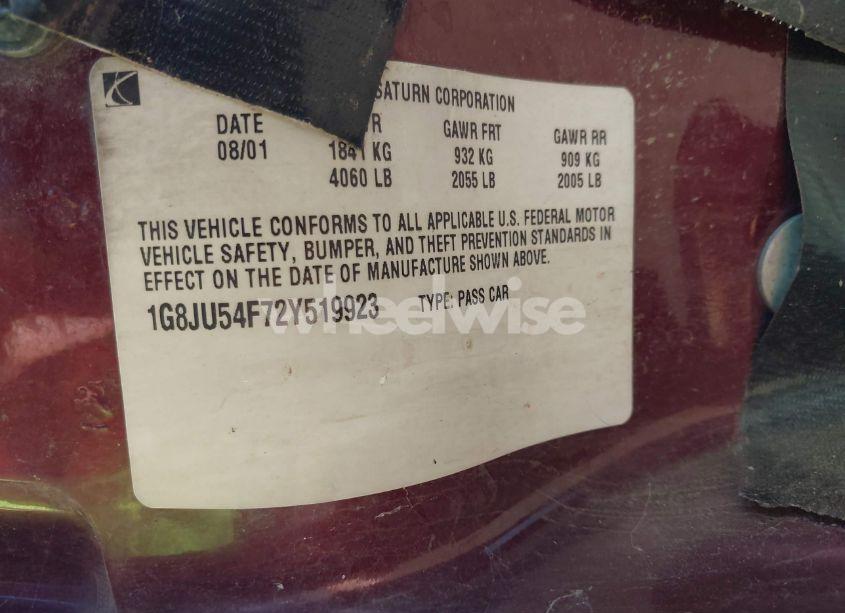 SATURN CORPORATION
DATE R GAWR FRT GAWR RR
08/01 1841 KG 932 KG 909 KG
4060 LB 2055 LB 2005 LB
THIS VEHICLE CONFORMS TO ALL APPLICABLE U.S. FEDERAL MOTOR
VEHICLE SAFETY, BUMPER, AND THEFT PREVENTION STANDARDS IN
EFFECT ON THE DATE OF MANUFACTURE SHOWN ABOVE.
1G8JU54F72Y519923 TYPE: PASS CAR
wheelwise